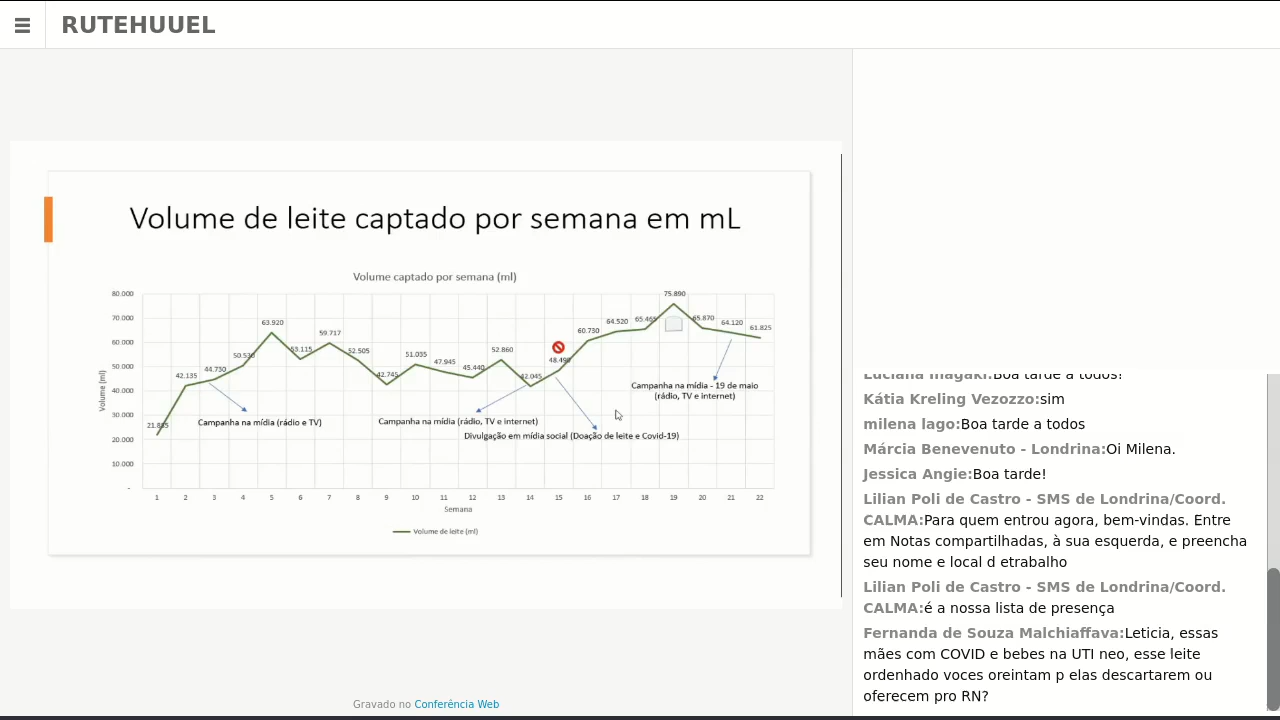 RUTEHUUEL
Volume de leite captado por semana em mL
Volume captado por semana (ml)
80.000
70.000
60.000
50.000
40.000
30.000
20.000
10.000
-
Volume (ml)
42.135
44.730
63.920
53.115
59.717
52.505
42.745
51.035
47.945
45.440
52.860
42.045
60.730
64.520
65.465
75.890
65.870
64.120
61.825
Campanha na mídia (rádio e TV)
Campanha na mídia (rádio, TV e internet)
Divulgação em mídia social (Doação de leite e Covid-19)
Campanha na mídia - 19 de maio
(rádio, TV e internet)
1 2 3 4 5 6 7 8 9 10 11 12 13 14 15 16 17 18 19 20 21 22
Semana
Volume de leite (ml)
Gravado no Conferência Web
Luciana Inagaki:Boa tarde a todos!
Kátia Kreling Vezozzo:sim
milena lago:Boa tarde a todos
Márcia Benevenuto - Londrina:Oi Milena.
Jessica Angie:Boa tarde!
Lilian Poli de Castro - SMS de Londrina/Coord.
CALMA:Para quem entrou agora, bem-vindas. Entre
em Notas compartilhadas, à sua esquerda, e preencha
seu nome e local d etrabalho
Lilian Poli de Castro - SMS de Londrina/Coord.
CALMA:é a nossa lista de presença
Fernanda de Souza Malchiaffava:Leticia, essas
mães com COVID e bebes na UTI neo, esse leite
ordenhado voces oreintam p elas descartarem ou
oferecem pro RN?